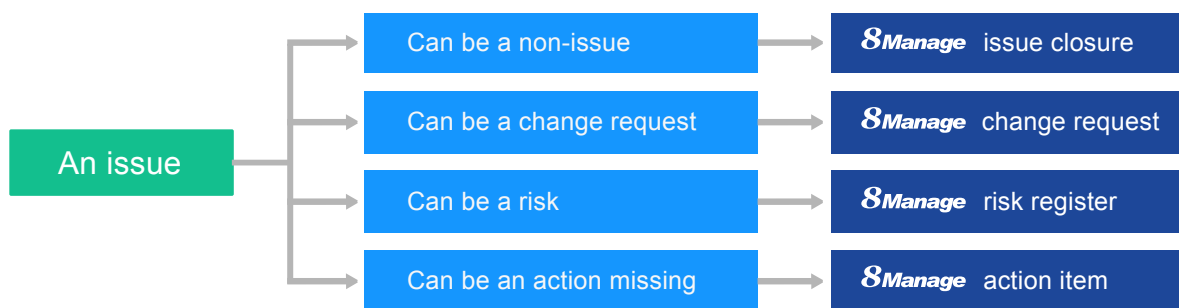 An issue
Can be a non-issue
8Manage issue closure
Can be a change request
8Manage change request
Can be a risk
8Manage risk register
Can be an action missing
8Manage action item